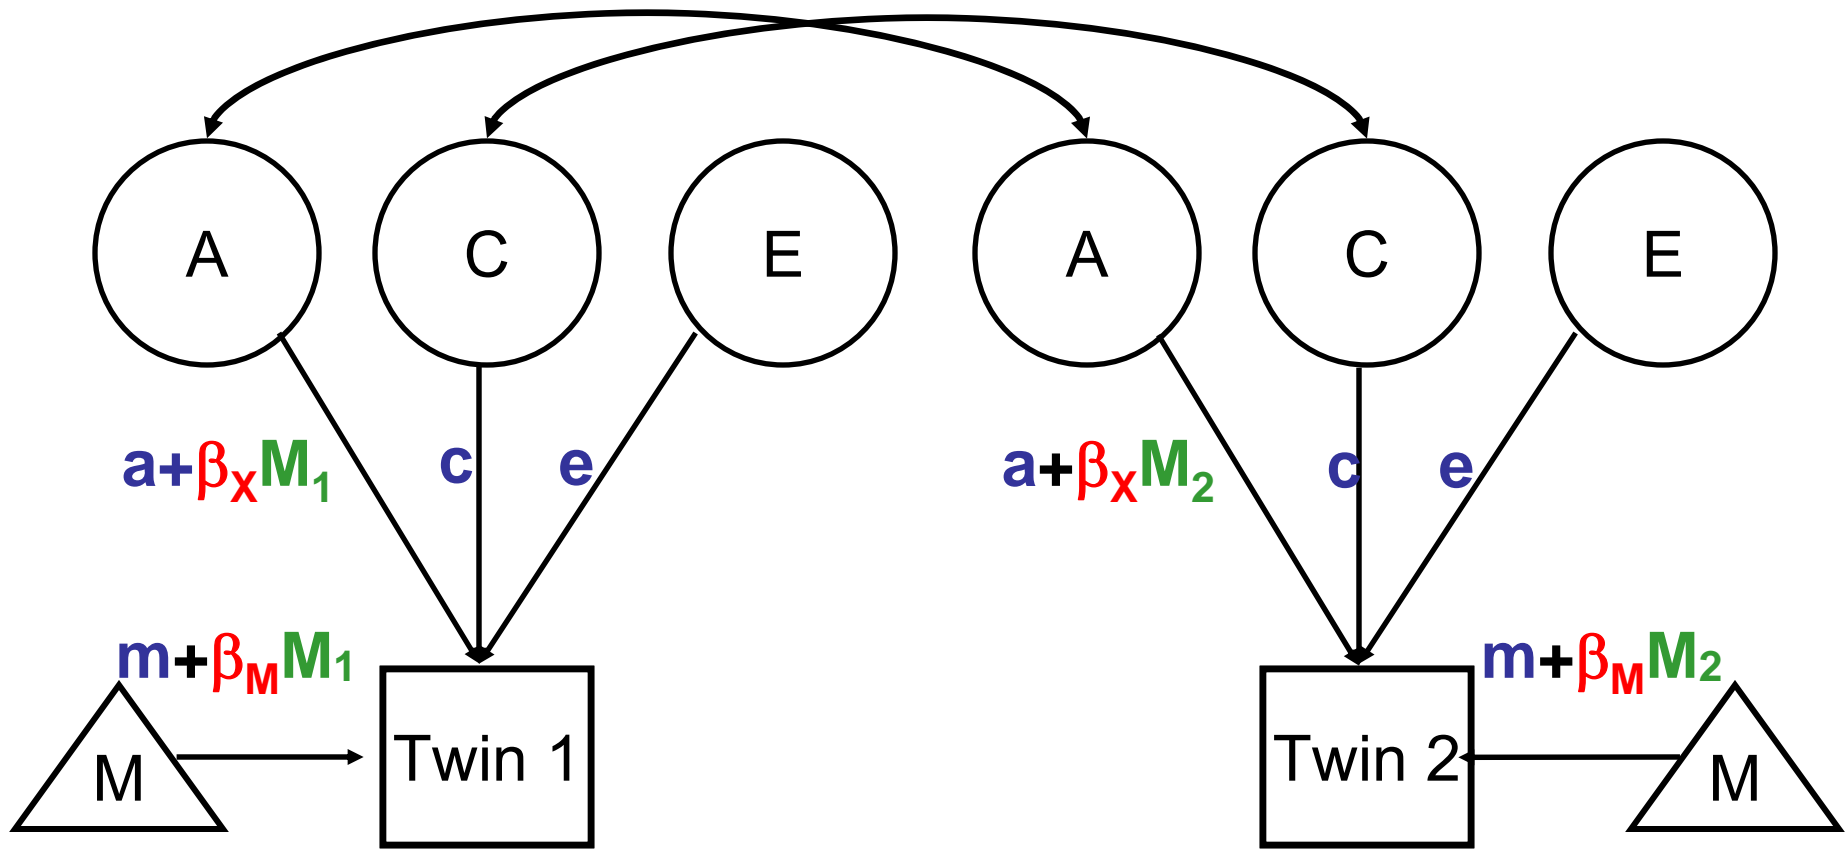 A C E A C E
a+βXM1 c e a+βXM2 c e
m+βMM1 m+βMM2
M Twin 1 Twin 2 M